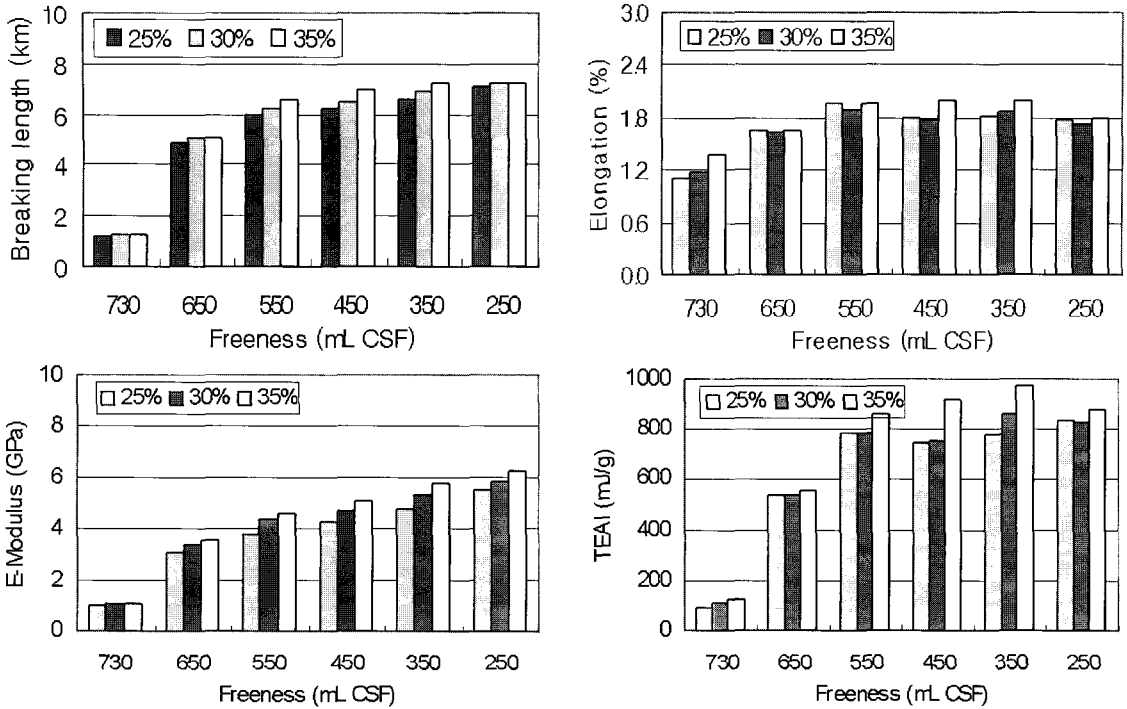 Breaking length (km)
10
8
6
4
2
0
25% 30% 35%
730 650 550 450 350 250
Freeness (mL CSF)
Elongation (%)
3.0
2.4
1.8
1.2
0.6
0.0
25% 30% 35%
730 650 550 450 350 250
Freeness (mL CSF)
E-Modulus (GPa)
10
8
6
4
2
0
25% 30% 35%
730 650 550 450 350 250
Freeness (mL CSF)
TEAI (mJ/g)
1000
800
600
400
200
0
25% 30% 35%
730 650 550 450 350 250
Freeness (mL CSF)